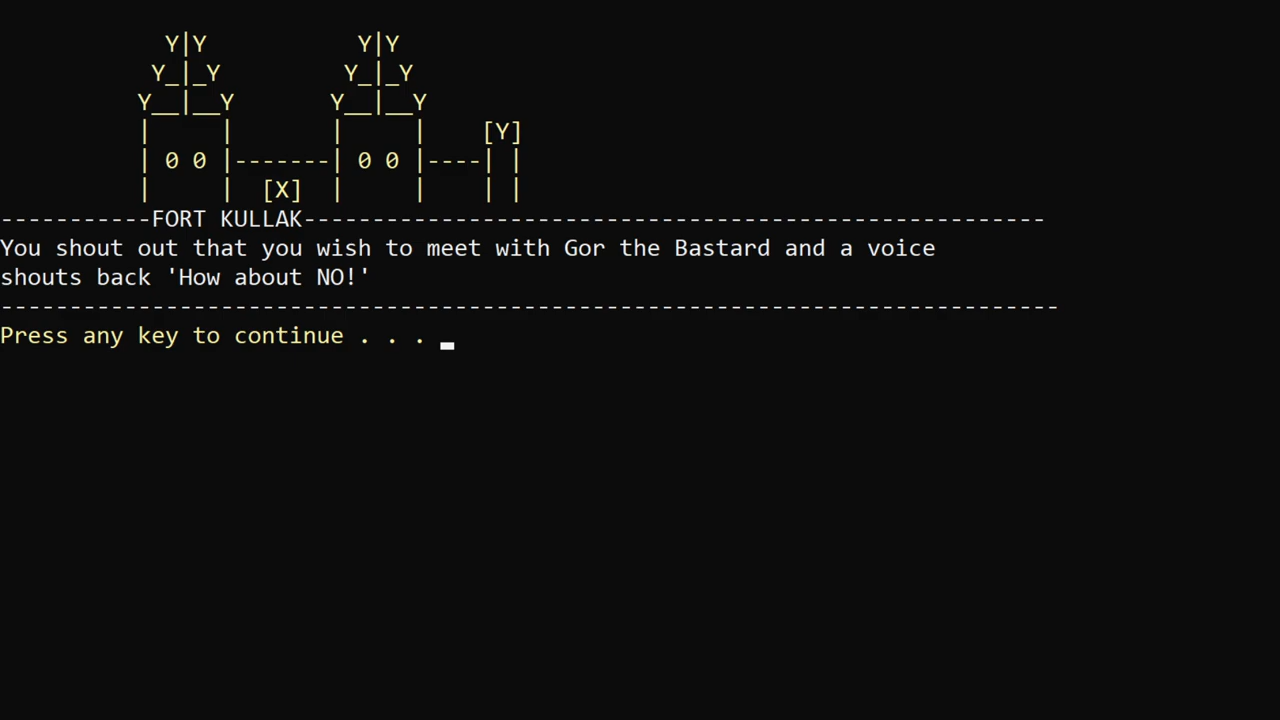 Y|Y           Y|Y
         Y_|_Y         Y_|_Y
        Y__|__Y       Y__|__Y
        |     |       |     |    [Y]
        | 0 0 |-------| 0 0 |----| |
        |     |  [X]  |     |    | |
-----------FORT KULLAK------------------------------------------------------
You shout out that you wish to meet with Gor the Bastard and a voice
shouts back 'How about NO!'
-----------------------------------------------------------------------------
Press any key to continue . . .